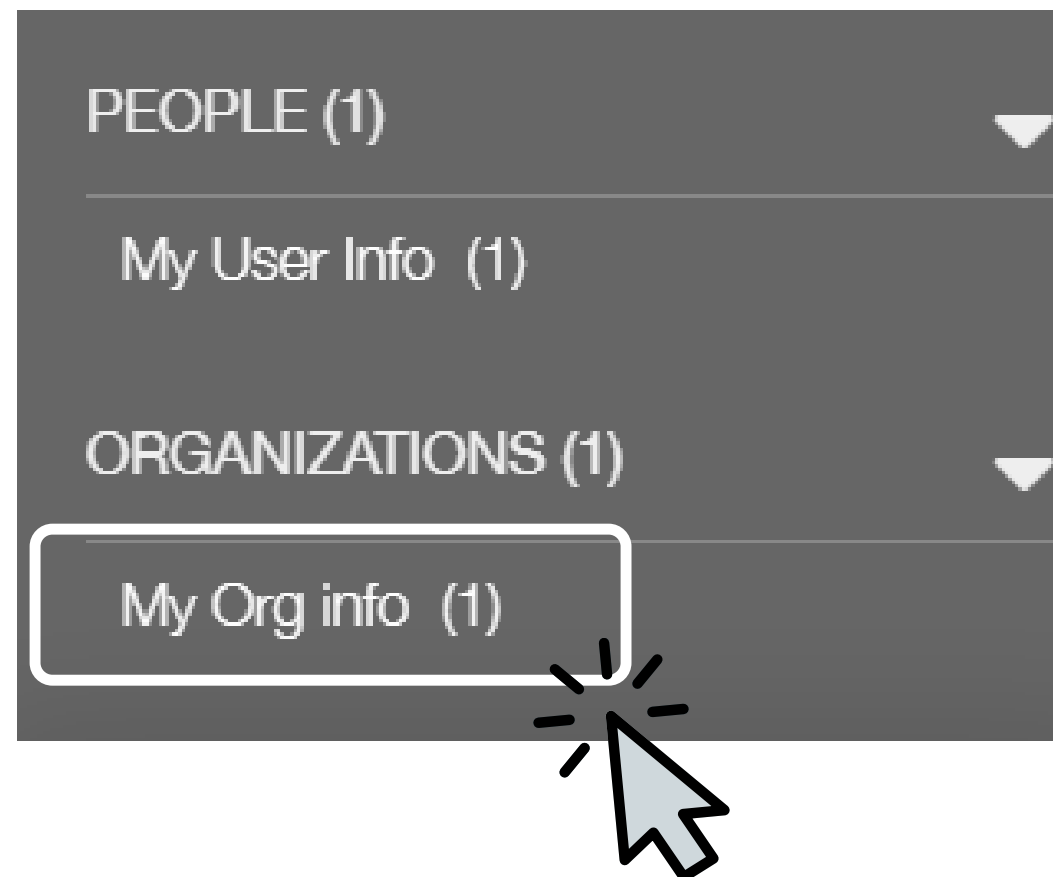 PEOPLE (1)
My User Info (1)
ORGANIZATIONS (1)
My Org info (1)